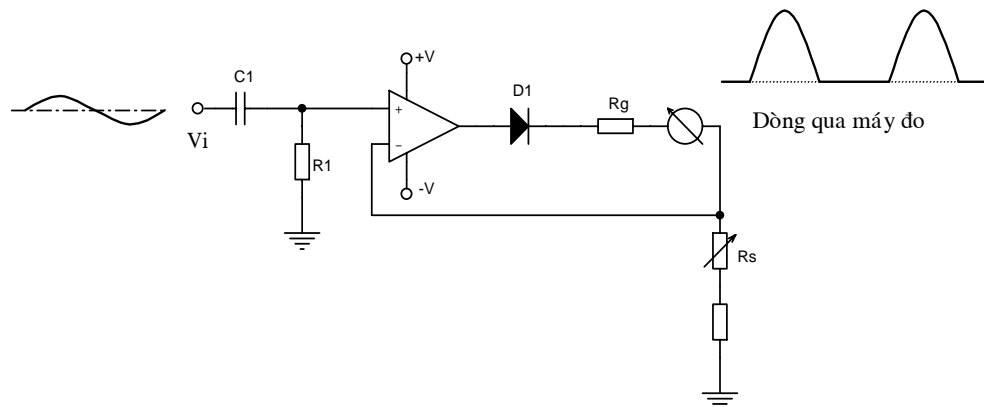 +V
C1
D1
Rg
+
Dòng qua máy đo
Vi
−
R1
-V
Rs